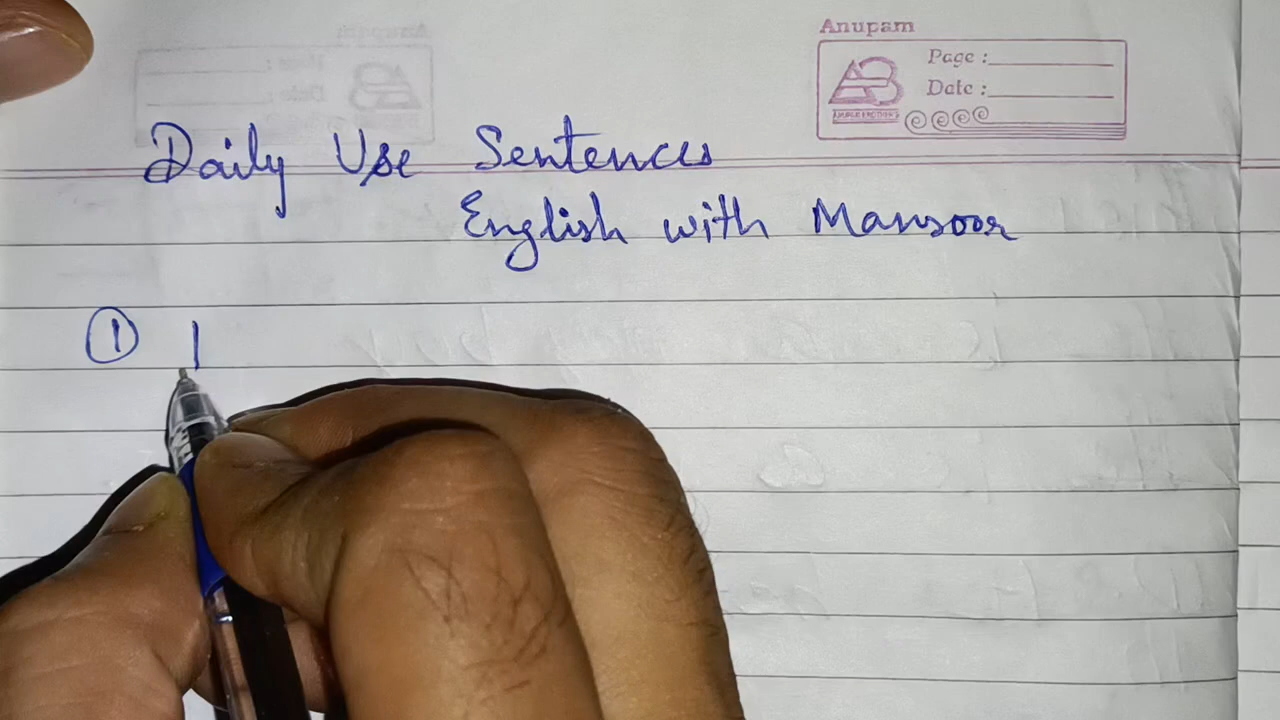 Anupam
Page :
Date :
Daily Use Sentences
English with Mansoor
① I